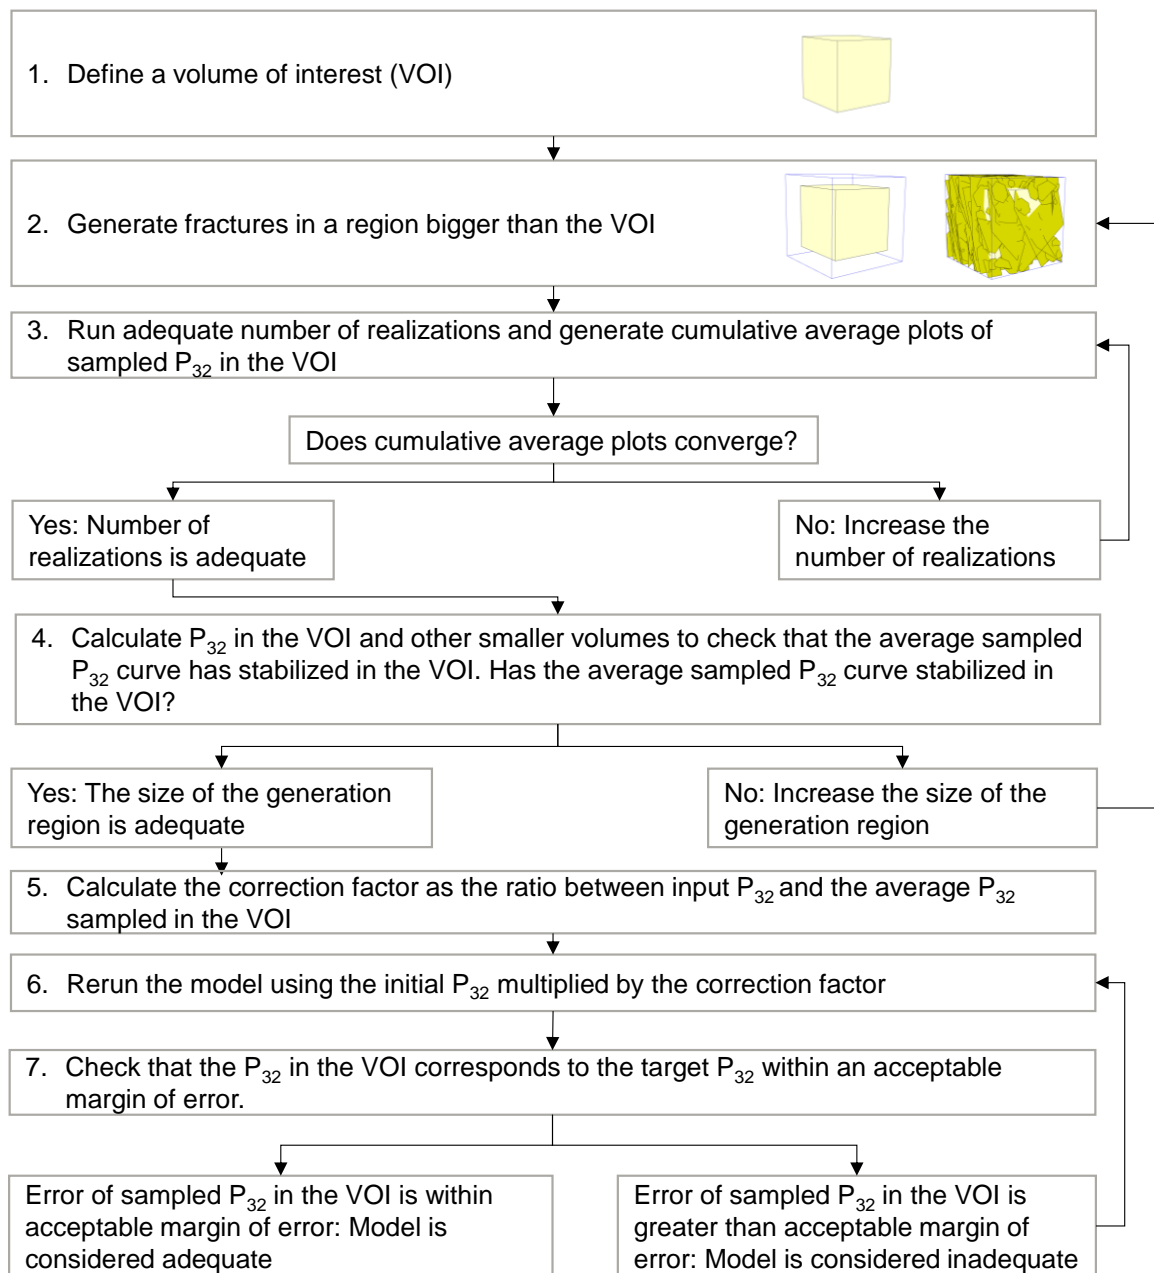 1. Define a volume of interest (VOI)
2. Generate fractures in a region bigger than the VOI
3. Run adequate number of realizations and generate cumulative average plots of
sampled P32 in the VOI
Does cumulative average plots converge?
Yes: Number of
realizations is adequate
No: Increase the
number of realizations
4. Calculate P32 in the VOI and other smaller volumes to check that the average sampled
P32 curve has stabilized in the VOI. Has the average sampled P32 curve stabilized in
the VOI?
Yes: The size of the generation
region is adequate
No: Increase the size of the
generation region
5. Calculate the correction factor as the ratio between input P32 and the average P32
sampled in the VOI
6. Rerun the model using the initial P32 multiplied by the correction factor
7. Check that the P32 in the VOI corresponds to the target P32 within an acceptable
margin of error.
Error of sampled P32 in the VOI is within
acceptable margin of error: Model is
considered adequate
Error of sampled P32 in the VOI is
greater than acceptable margin of
error: Model is considered inadequate